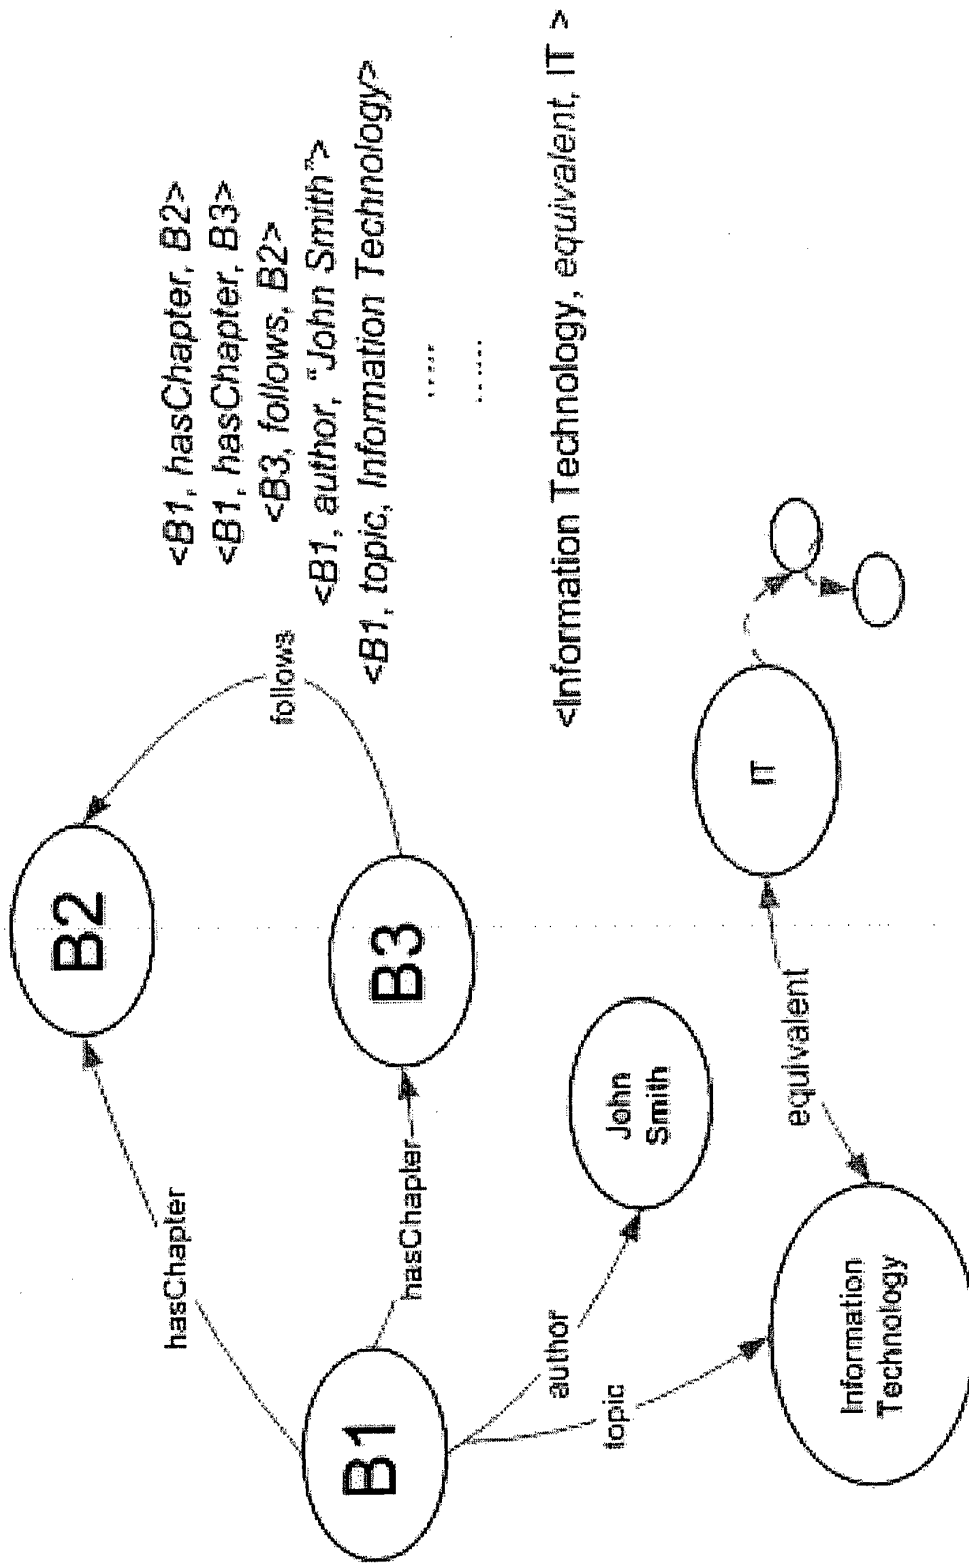 B2
hasChapter
<B1, hasChapter, B2>
<B1, hasChapter, B3>
follows
<B3, follows, B2>
<B1, author, “John Smith”>
B1
hasChapter
B3
<B1, topic, Information Technology>
.....
......
author
John
Smith
topic
<Information Technology, equivalent, IT >
equivalent
IT
Information
Technology